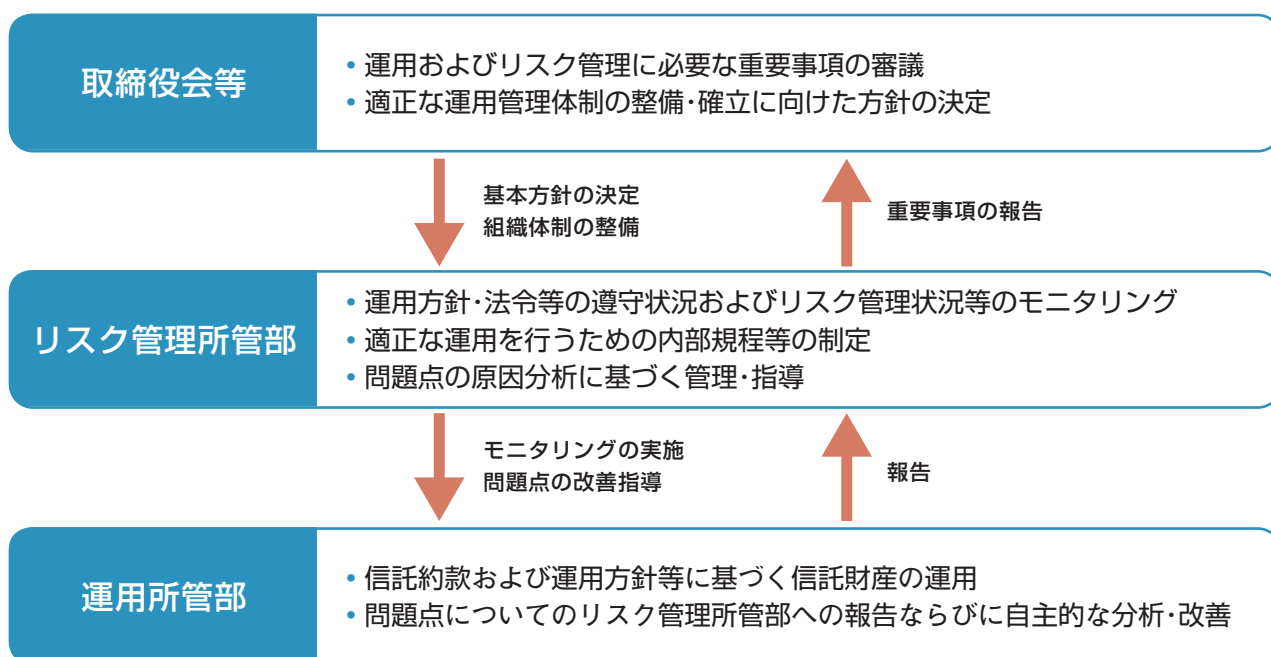 取締役会等
• 運用およびリスク管理に必要な重要事項の審議
• 適正な運用管理体制の整備･確立に向けた方針の決定
基本方針の決定
組織体制の整備
重要事項の報告
リスク管理所管部
• 運用方針･法令等の遵守状況およびリスク管理状況等のモニタリング
• 適正な運用を行うための内部規程等の制定
• 問題点の原因分析に基づく管理･指導
モニタリングの実施
問題点の改善指導
報告
運用所管部
• 信託約款および運用方針等に基づく信託財産の運用
• 問題点についてのリスク管理所管部への報告ならびに自主的な分析･改善